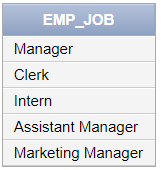 EMP_JOB
Manager
Clerk
Intern
Assistant Manager
Marketing Manager